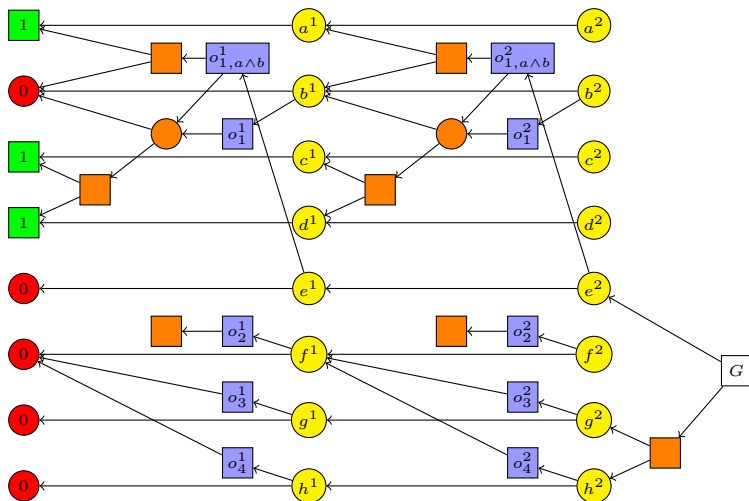 1 a¹ a²
o¹₁,ₐ∧b o²₁,ₐ∧b
0 b¹ b²
o¹₁ o²₁
1 c¹ c²
1 d¹ d²
0 e¹ e²
o¹₂ o²₂
0 f¹ f²
G
o¹₃ o²₃
0 g¹ g²
o¹₄ o²₄
0 h¹ h²